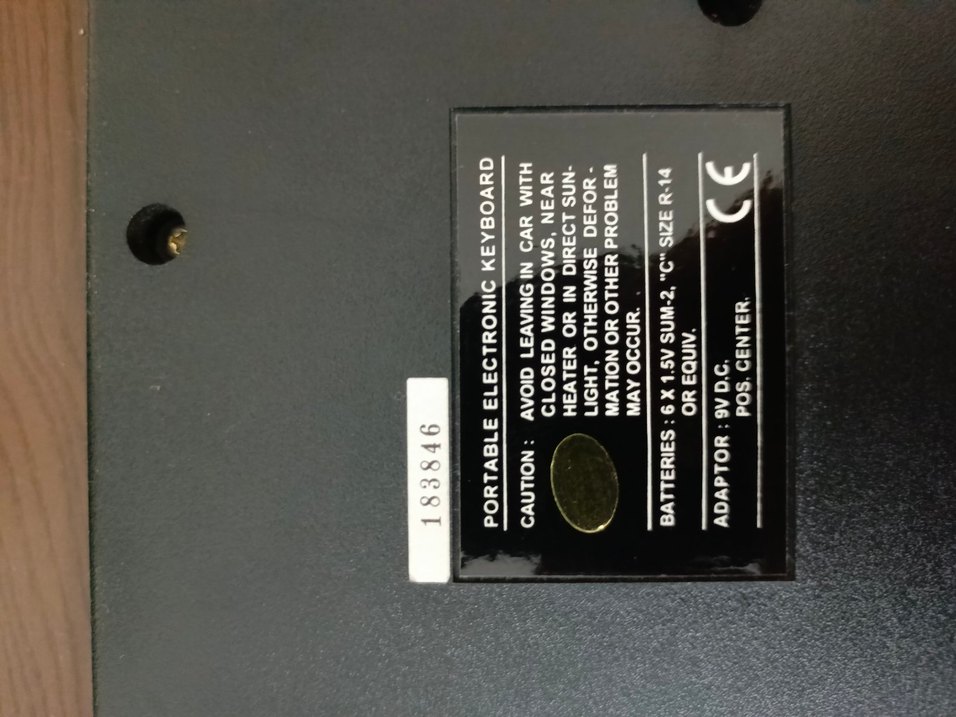 183846
PORTABLE ELECTRONIC KEYBOARD
CAUTION : AVOID LEAVING IN CAR WITH
CLOSED WINDOWS, NEAR
HEATER OR IN DIRECT SUN-
LIGHT, OTHERWISE DEFOR -
MATION OR OTHER PROBLEM
MAY OCCUR.
BATTERIES : 6 X 1.5V SUM-2, "C" SIZE R-14
OR EQUIV.
ADAPTOR : 9V D.C.
POS. CENTER.
CE